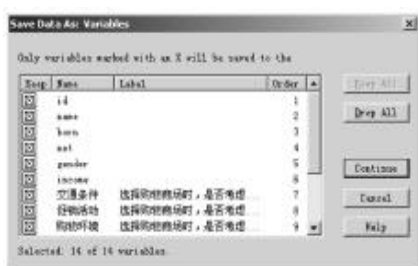 Save Data As: Variables
Only variables marked with an X will be saved to the
Keep Name Label Order
id 1
name 2
born 3
nat 4
gender 5
income 6
交通条件 选择购物商场时，是否考虑 7
促销活动 选择购物商场时，是否考虑 8
购物环境 选择购物商场时，是否考虑 9
Selected: 14 of 14 variables.
Keep All
Drop All
Continue
Cancel
Help